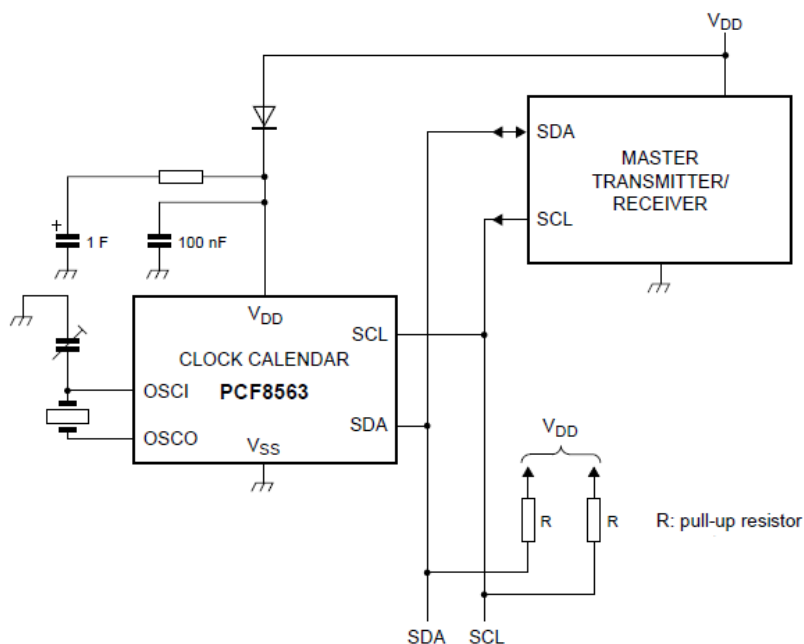 VDD
SDA
MASTER
TRANSMITTER/
RECEIVER
SCL
+
1 F
100 nF
VDD
SCL
CLOCK CALENDAR
OSCI
PCF8563
SDA
OSCO
VSS
VDD
R
R
R: pull-up resistor
SDA
SCL